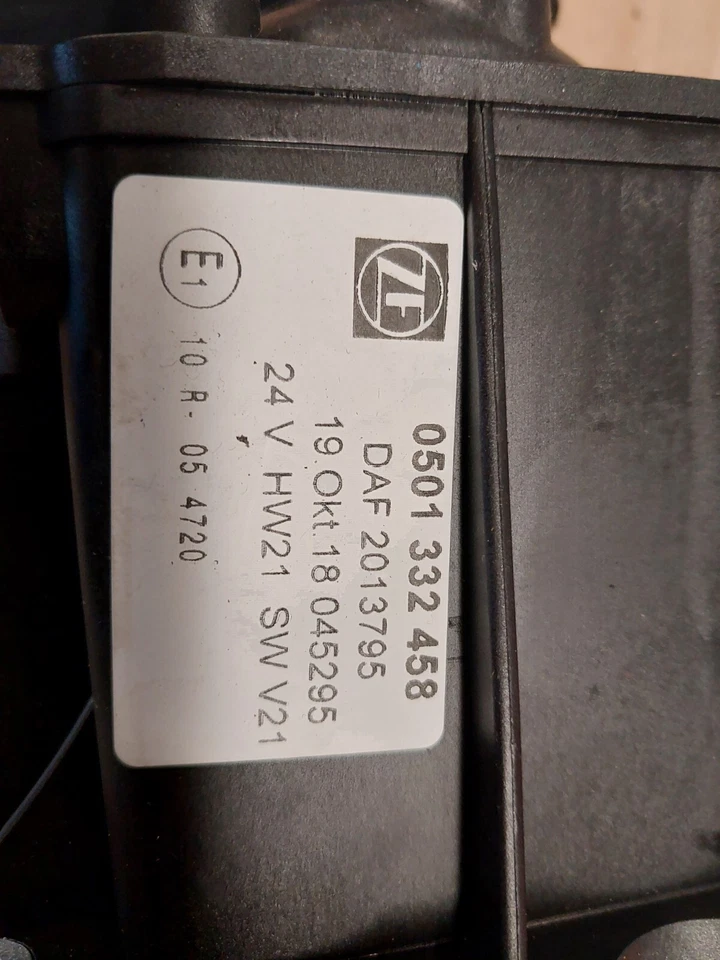 ZF
0501 332 458
DAF 2013795
19.Okt.18 045295
24 V HW21 SW V21
E1 10 R- 05 4720